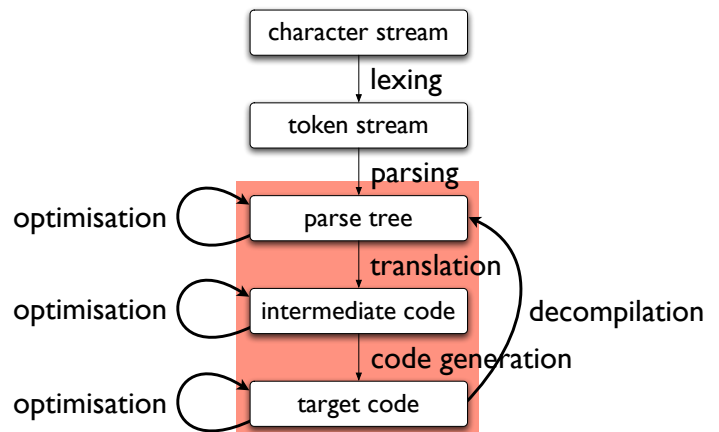 character stream
lexing
token stream
parsing
optimisation
parse tree
translation
optimisation
intermediate code
decompilation
code generation
optimisation
target code